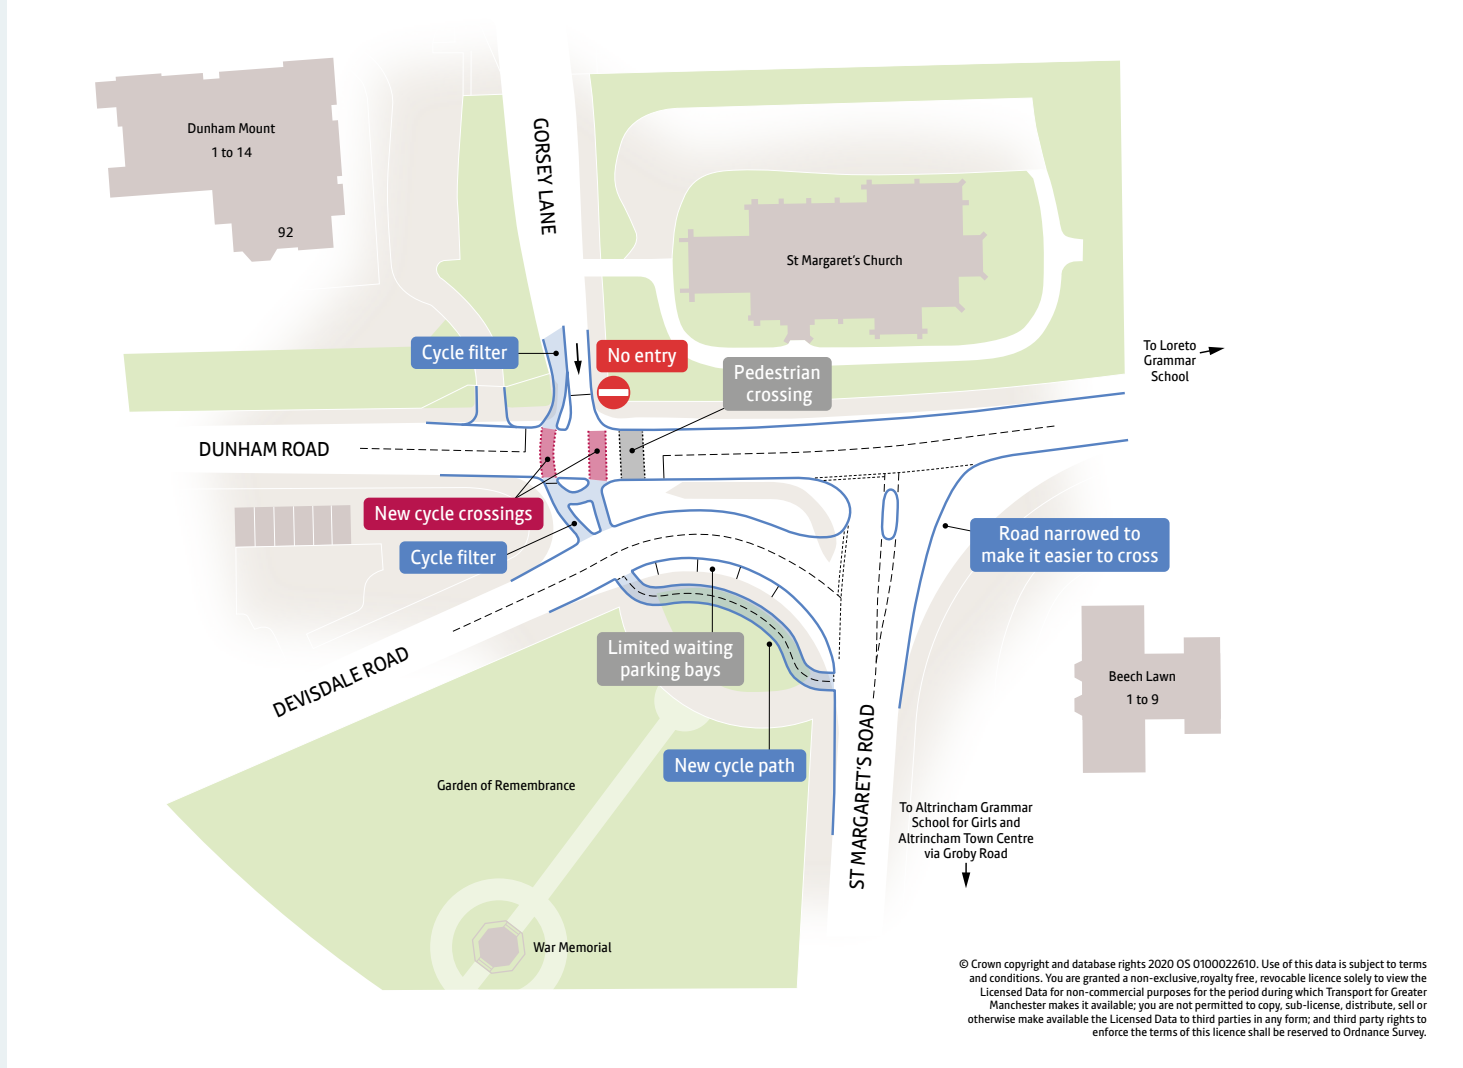 Dunham Mount
1 to 14
92
GORSEY LANE
St Margaret's Church
Cycle filter
No entry
Pedestrian
crossing
To Loreto
Grammar
School
DUNHAM ROAD
New cycle crossings
Cycle filter
Road narrowed to
make it easier to cross
Limited waiting
parking bays
DEVISDALE ROAD
Beech Lawn
1 to 9
New cycle path
Garden of Remembrance
ST MARGARET'S ROAD
To Altrincham Grammar
School for Girls and
Altrincham Town Centre
via Groby Road
War Memorial
© Crown copyright and database rights 2020 OS 0100022610. Use of this data is subject to terms
and conditions. You are granted a non-exclusive,royalty free, revocable licence solely to view the
Licensed Data for non-commercial purposes for the period during which Transport for Greater
Manchester makes it available; you are not permitted to copy, sub-license, distribute, sell or
otherwise make available the Licensed Data to third parties in any form; and third party rights to
enforce the terms of this licence shall be reserved to Ordnance Survey.